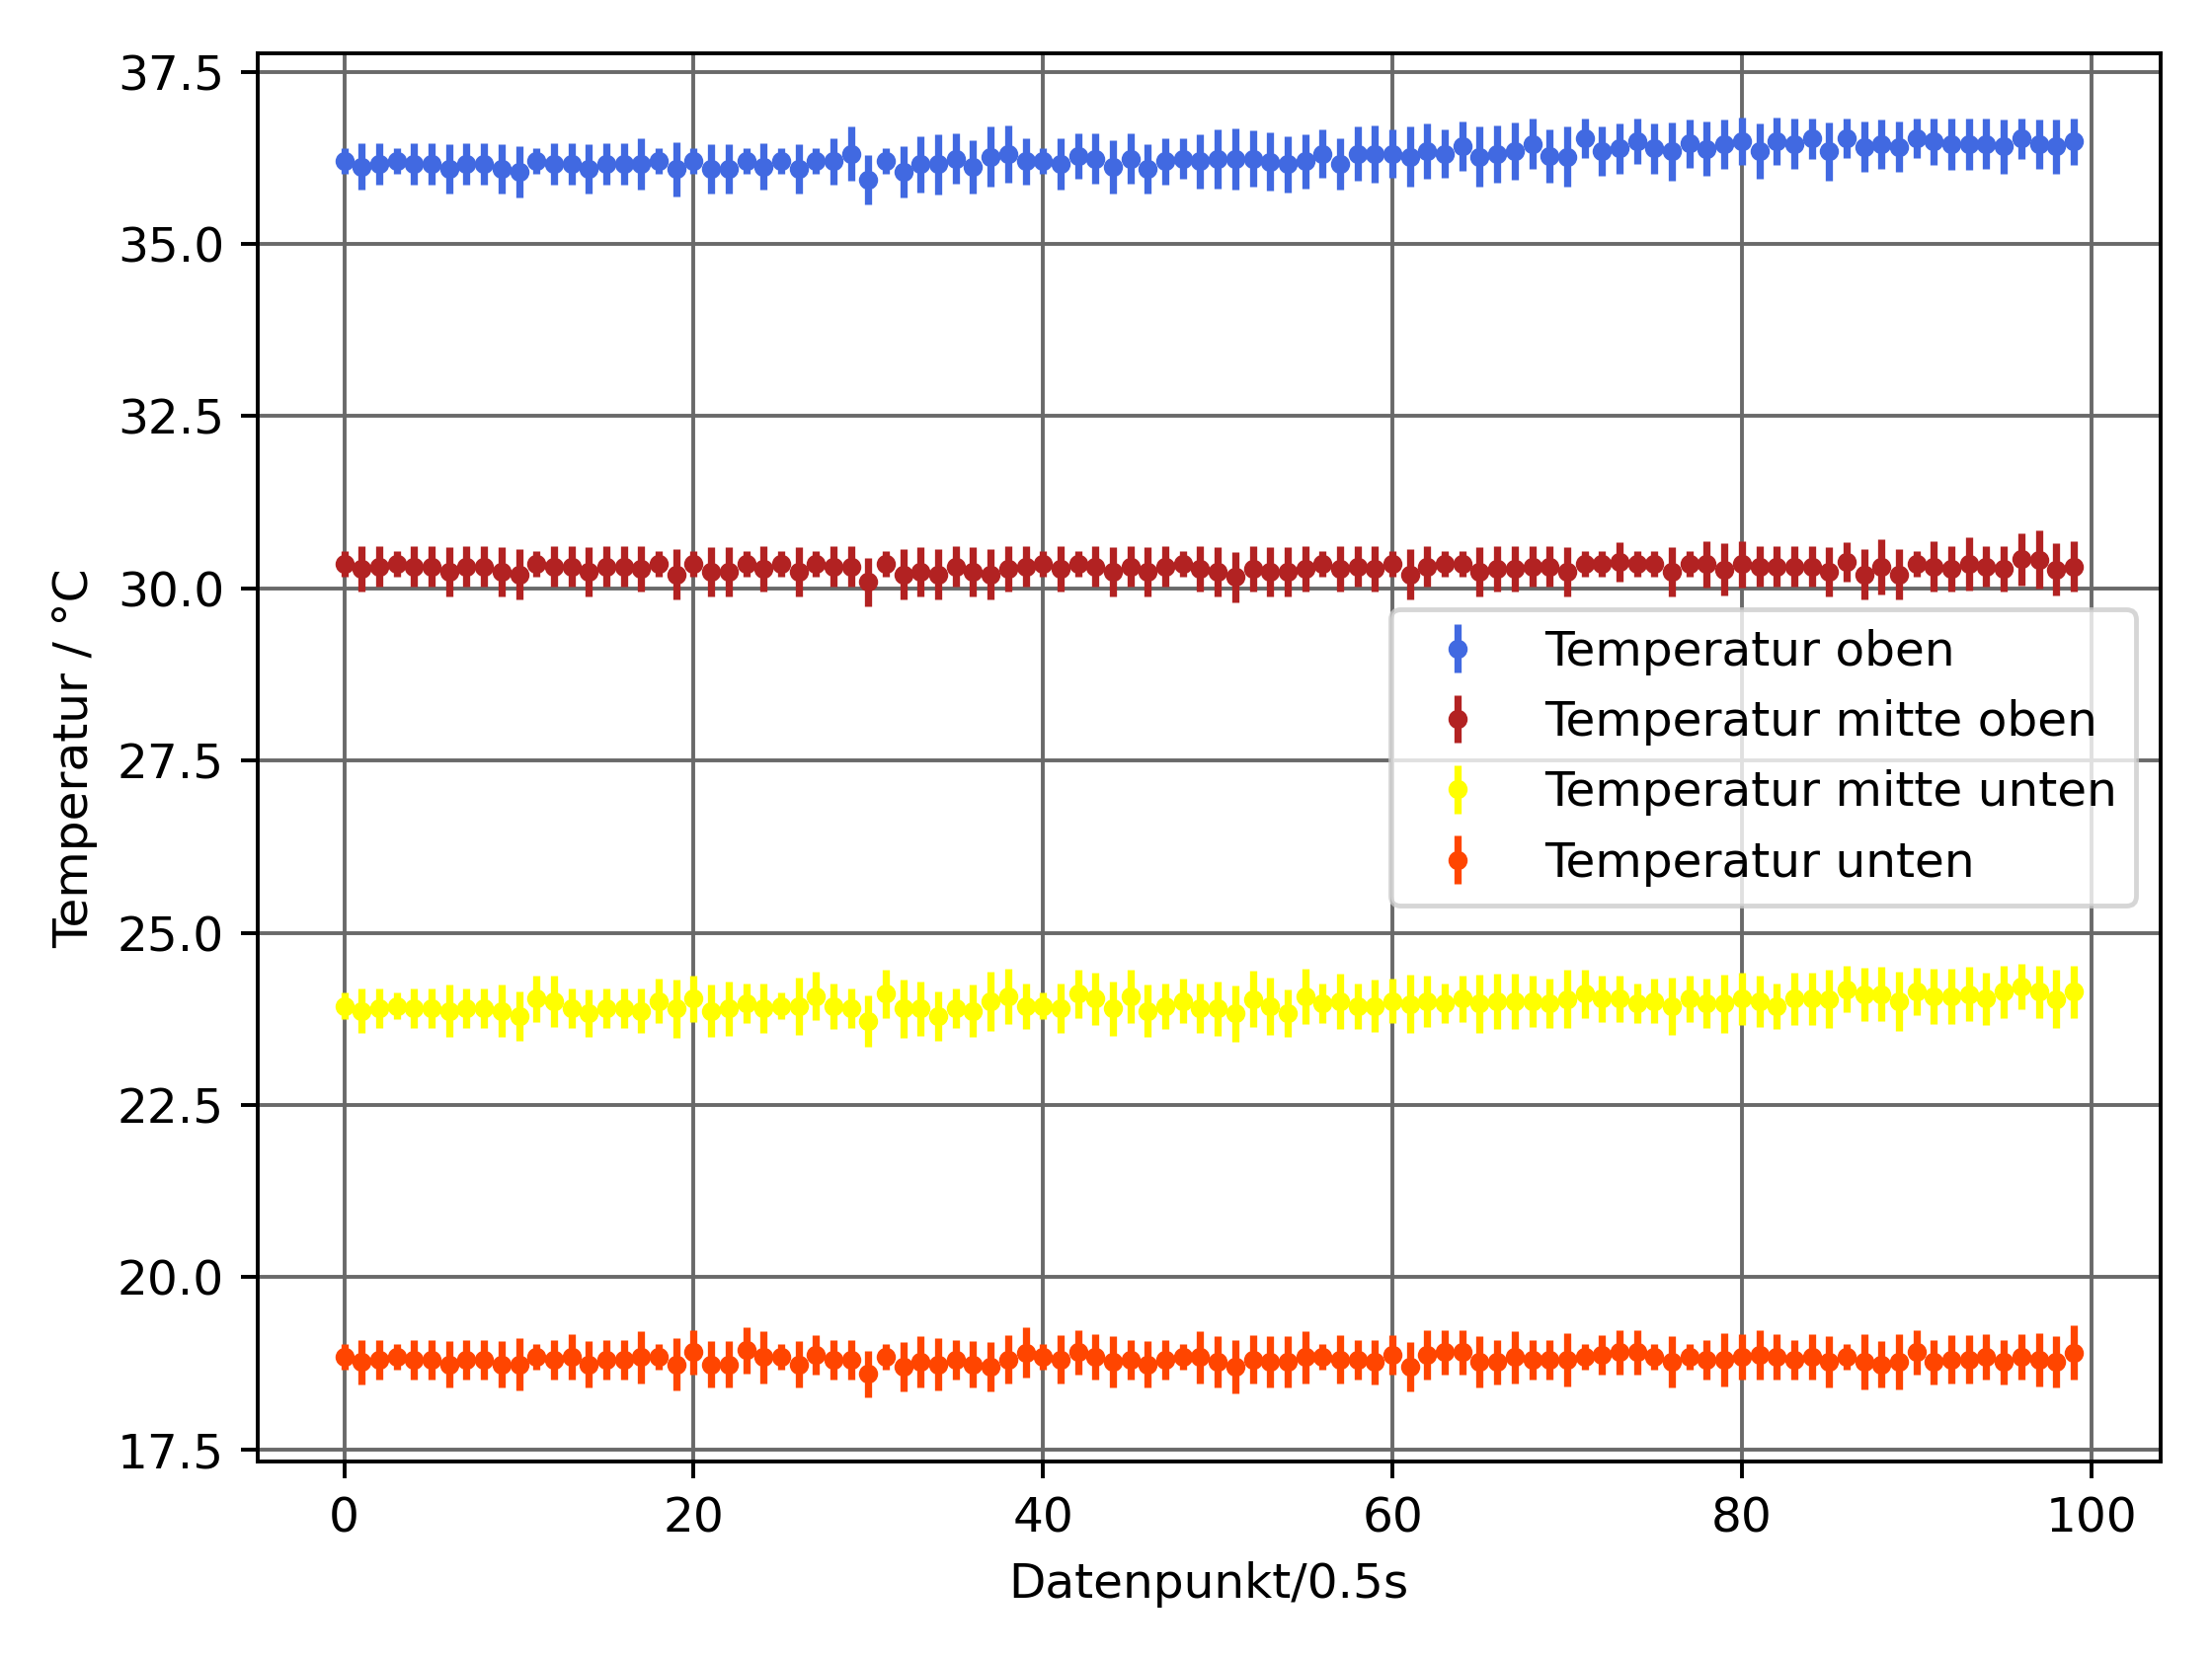 37.5
35.0
32.5
30.0
27.5
25.0
22.5
20.0
17.5
Temperatur / °C
Temperatur oben
Temperatur mitte oben
Temperatur mitte unten
Temperatur unten
0 20 40 60 80 100
Datenpunkt/0.5s